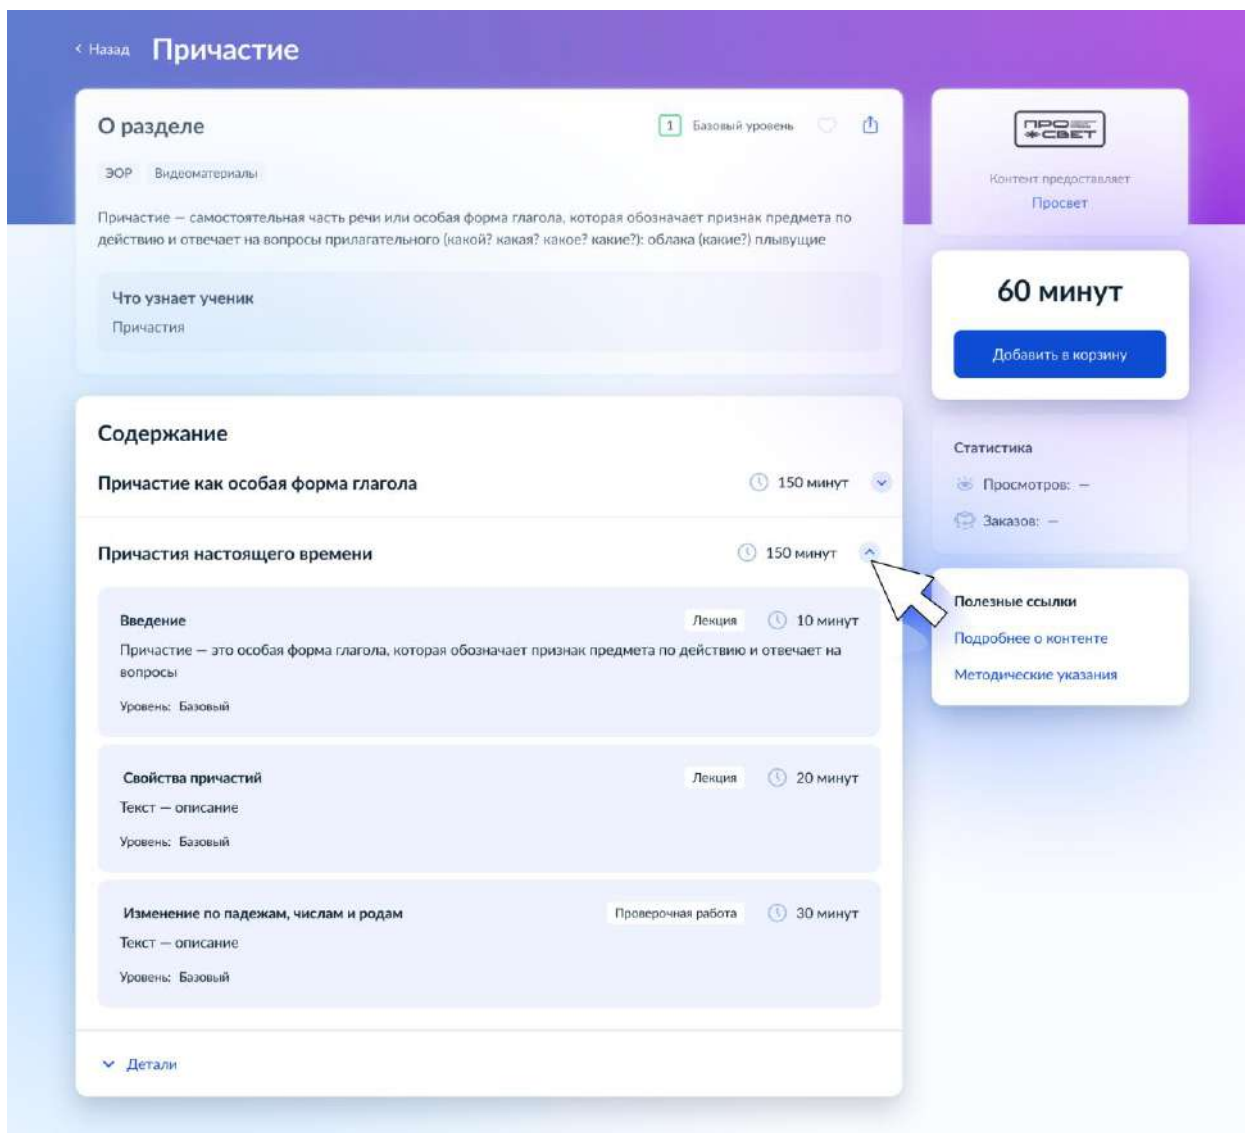 Назад Причастие
О разделе
1 Базовый уровень
ЭОР Видеоматериалы
Причастие — самостоятельная часть речи или особая форма глагола, которая обозначает признак предмета по
действию и отвечает на вопросы прилагательного (какой? какая? какое? какие?): облака (какие?) плывущие
Что узнает ученик
Причастия
ПРО
СВЕТ
Контент предоставляет
Просвет
60 минут
Добавить в корзину
Содержание
Причастие как особая форма глагола 150 минут
Причастия настоящего времени 150 минут
Введение Лекция 10 минут
Причастие — это особая форма глагола, которая обозначает признак предмета по действию и отвечает на
вопросы
Уровень: Базовый
Свойства причастий Лекция 20 минут
Текст — описание
Уровень: Базовый
Изменение по падежам, числам и родам Проверочная работа 30 минут
Текст — описание
Уровень: Базовый
Детали
Статистика
Просмотров: —
Заказов: —
Полезные ссылки
Подробнее о контенте
Методические указания